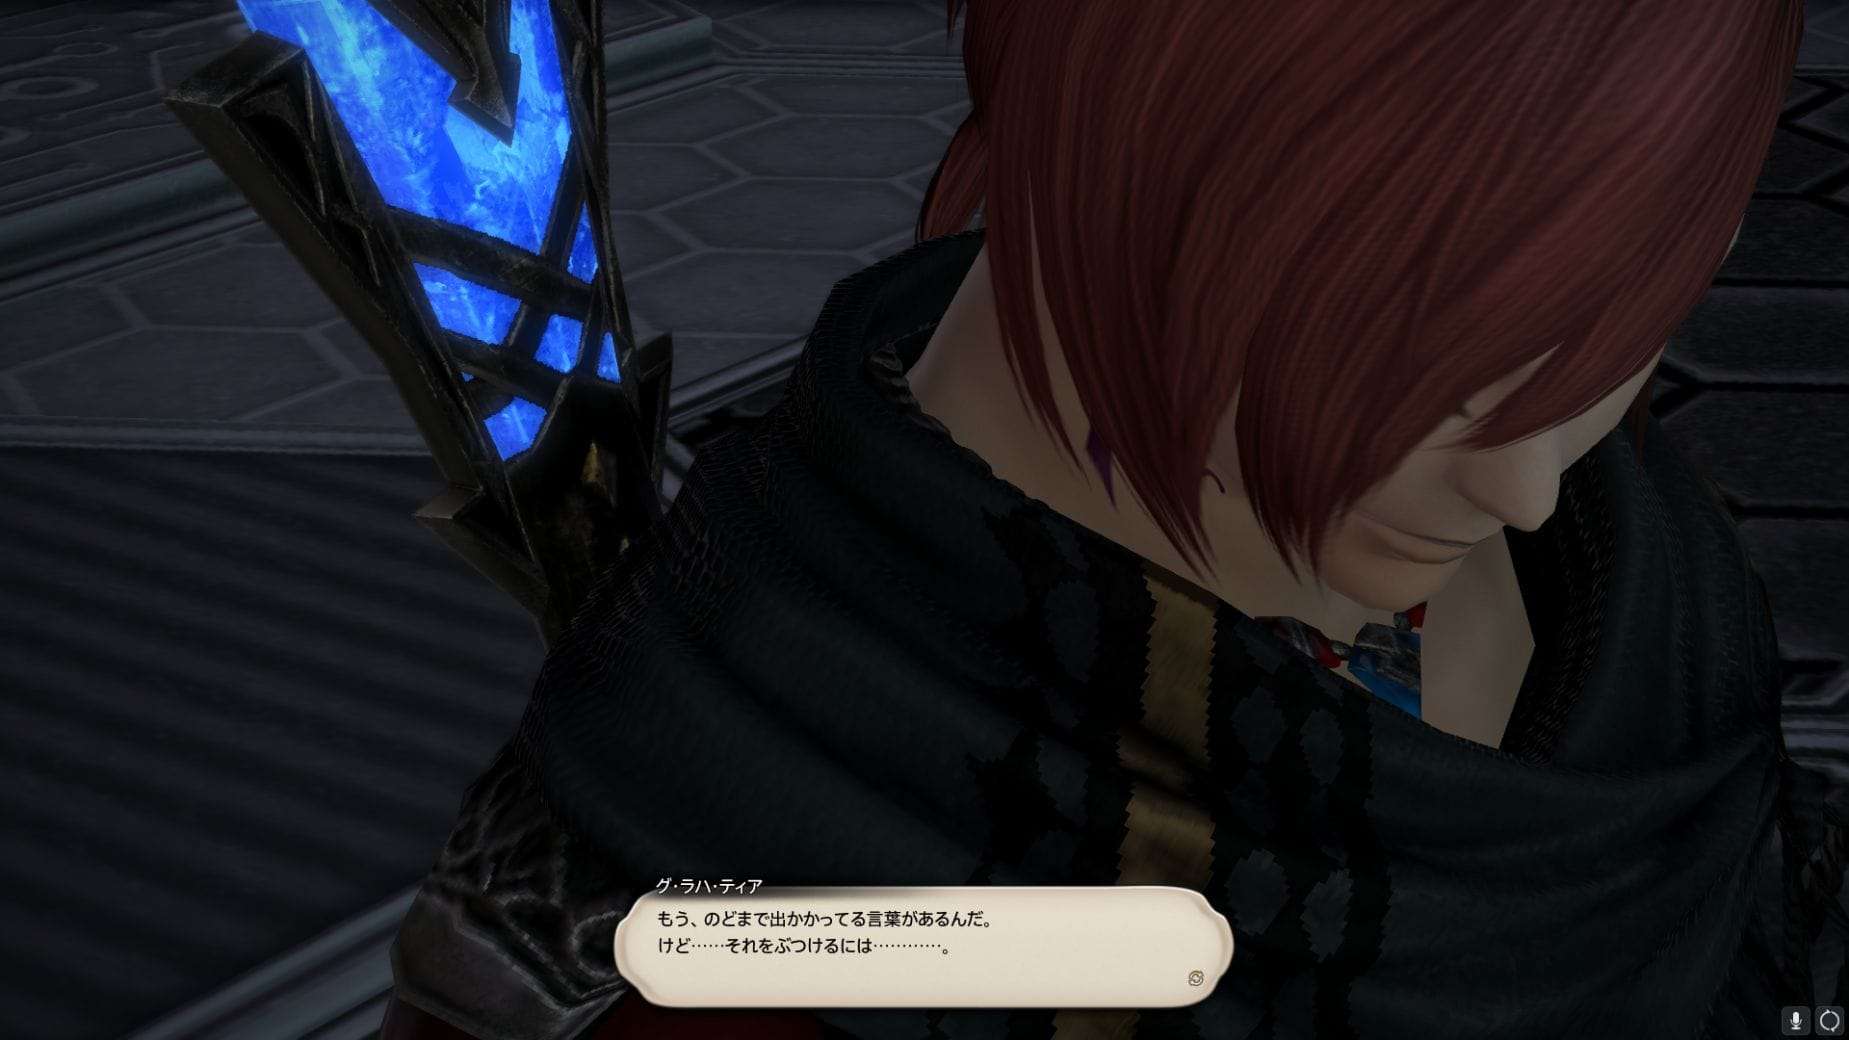 グ・ラハ・ティア
もう、のどまで出かかってる言葉があるんだ。
けど……それをぶつけるには…………。